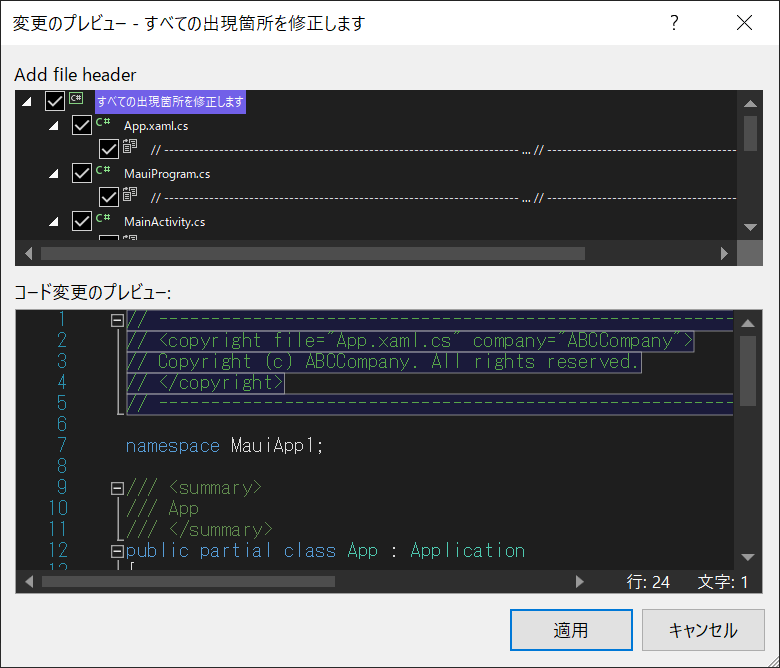 変更のプレビュー - すべての出現箇所を修正します
Add file header
C# すべての出現箇所を修正します
C# App.xaml.cs
// -------------------------------------------------------------------- ... // --------------------------------------
C# MauiProgram.cs
// -------------------------------------------------------------------- ... // --------------------------------------
C# MainActivity.cs
コード変更のプレビュー:
1 // ----------------------------------------------------------
2 // <copyright file="App.xaml.cs" company="ABCCompany">
3 // Copyright (c) ABCCompany. All rights reserved.
4 // </copyright>
5 // ----------------------------------------------------------
6
7 namespace MauiApp1;
8
9 /// <summary>
10 /// App
11 /// </summary>
12 public partial class App : Application
13 {
行: 24 文字: 1
適用 キャンセル